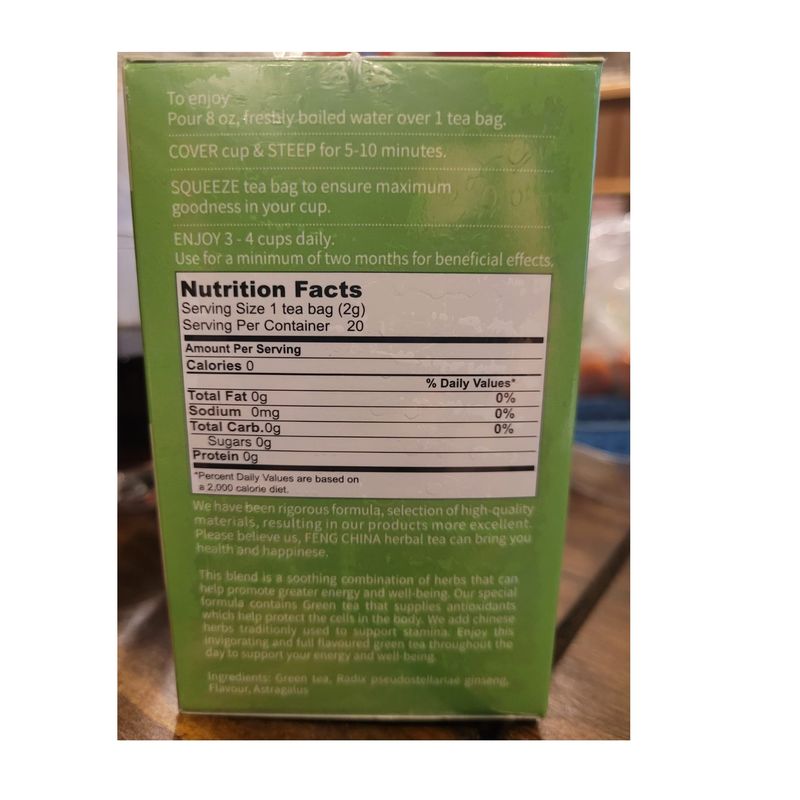 To enjoy
Pour 8 oz, freshly boiled water over 1 tea bag.
COVER cup & STEEP for 5-10 minutes.
SQUEEZE tea bag to ensure maximum
goodness in your cup.
ENJOY 3 - 4 cups daily.
Use for a minimum of two months for beneficial effects.
Nutrition Facts
Serving Size 1 tea bag (2g)
Serving Per Container 20
Amount Per Serving
Calories 0
% Daily Values*
Total Fat 0g 0%
Sodium 0mg 0%
Total Carb.0g 0%
Sugars 0g
Protein 0g
*Percent Daily Values are based on
a 2,000 calorie diet.
We have been rigorous formula, selection of high-quality
materials, resulting in our products more excellent.
Please believe us, FENG CHINA herbal tea can bring you
health and happinese.
This blend is a soothing combination of herbs that can
help promote greater energy and well-being. Our special
formula contains Green tea that supplies antioxidants
which help protect the cells in the body. We add chinese
herbs traditionly used to support stamina. Enjoy this
invigorating and full flavoured green tea throughout the
day to support your energy and well-being.
Ingredients: Green tea, Radix pseudostellariae ginseng,
Flavour, Astragalus